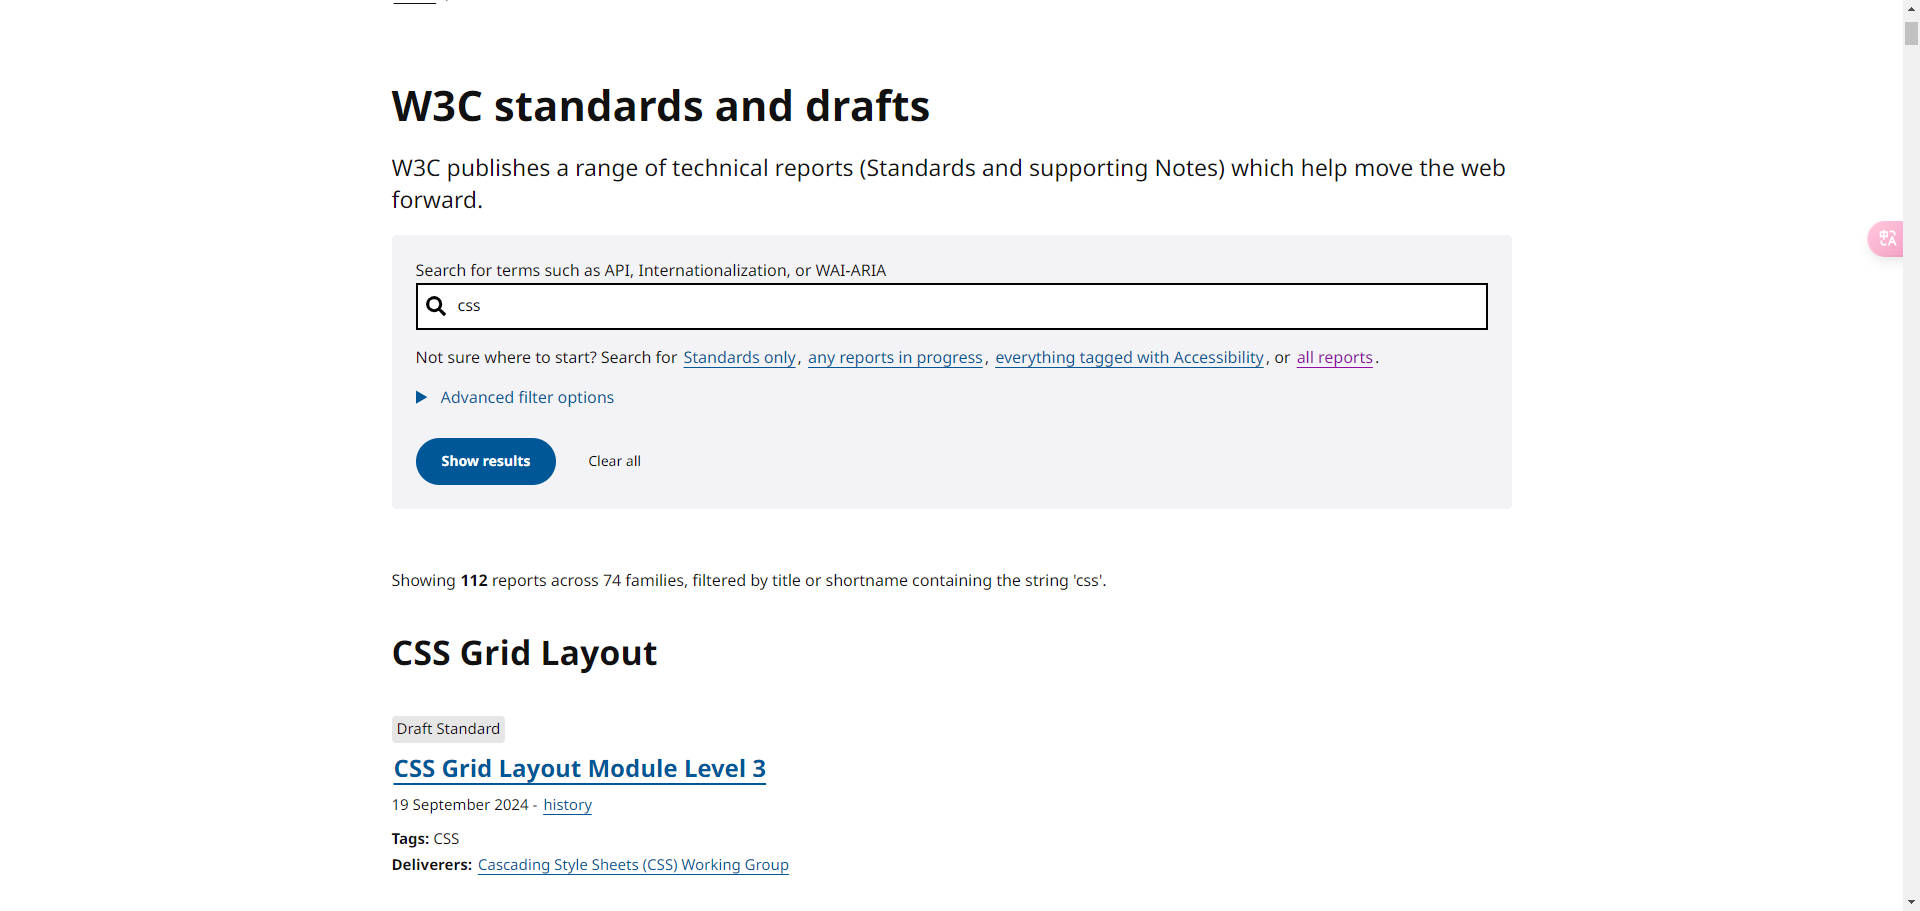 W3C standards and drafts
W3C publishes a range of technical reports (Standards and supporting Notes) which help move the web
forward.
Search for terms such as API, Internationalization, or WAI-ARIA
css
Not sure where to start? Search for Standards only, any reports in progress, everything tagged with Accessibility, or all reports.
Advanced filter options
Show results Clear all
Showing 112 reports across 74 families, filtered by title or shortname containing the string 'css'.
CSS Grid Layout
Draft Standard
CSS Grid Layout Module Level 3
19 September 2024 - history
Tags: CSS
Deliverers: Cascading Style Sheets (CSS) Working Group